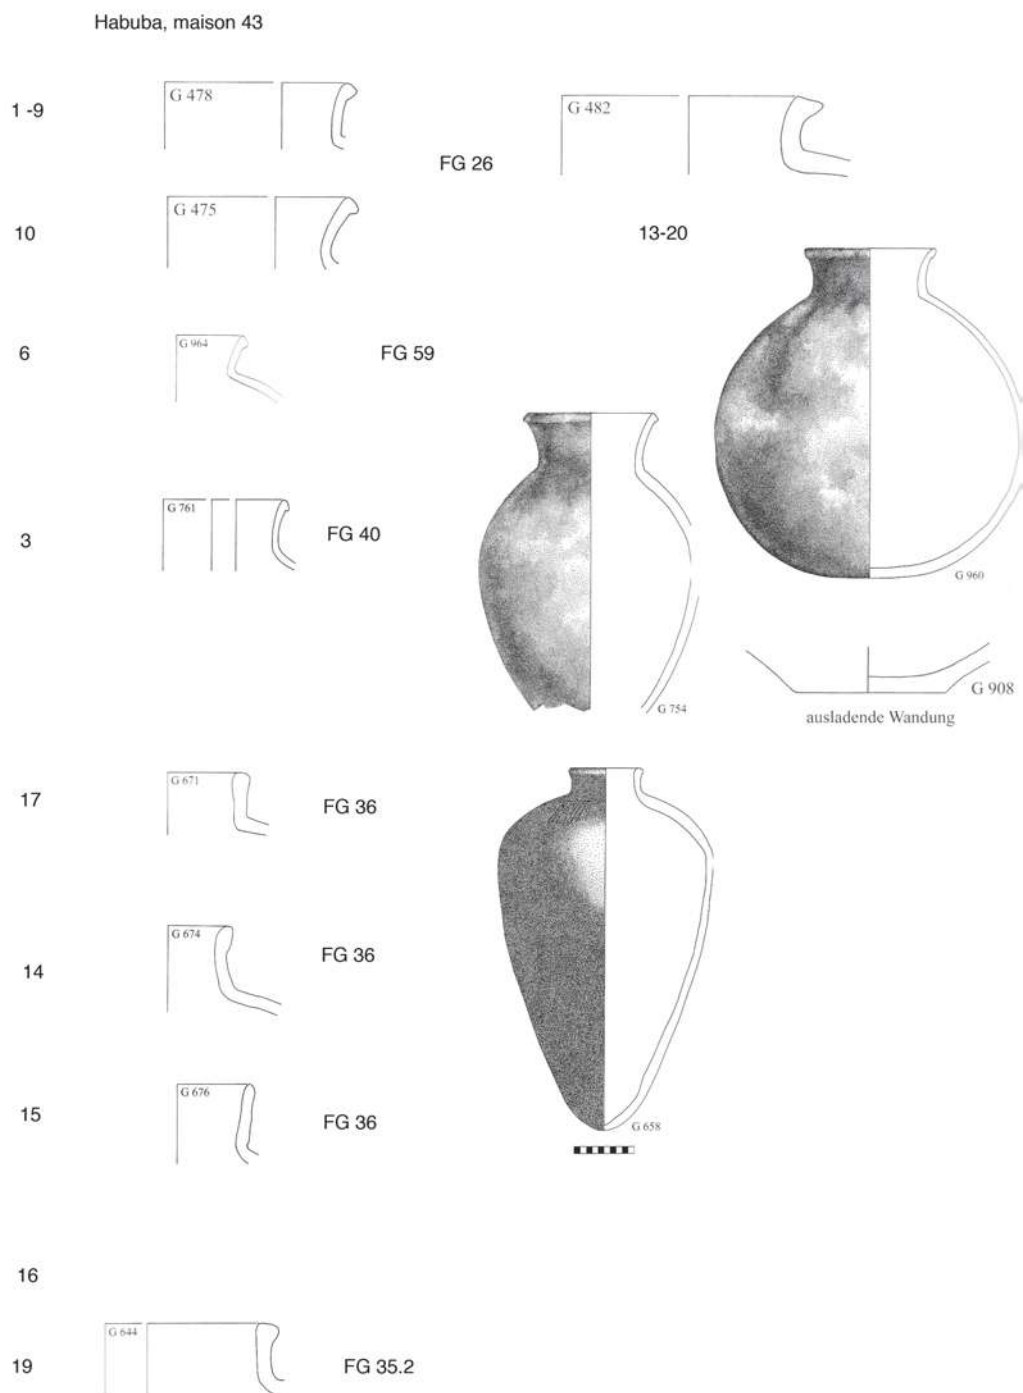 Habuba, maison 43
1 -9
G 478
G 482
FG 26
10
G 475
13-20
6
G 964
FG 59
3
G 761
FG 40
G 960
G 754
G 908
ausladende Wandung
17
G 671
FG 36
14
G 674
FG 36
15
G 676
FG 36
G 658
16
G 644
19
FG 35.2